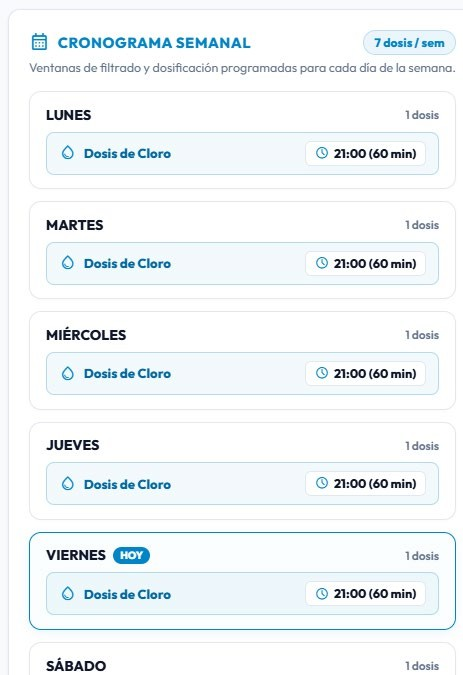 CRONOGRAMA SEMANAL 7 dosis / sem
Ventanas de filtrado y dosificación programadas para cada día de la semana.
LUNES 1 dosis
Dosis de Cloro 21:00 (60 min)
MARTES 1 dosis
Dosis de Cloro 21:00 (60 min)
MIÉRCOLES 1 dosis
Dosis de Cloro 21:00 (60 min)
JUEVES 1 dosis
Dosis de Cloro 21:00 (60 min)
VIERNES HOY 1 dosis
Dosis de Cloro 21:00 (60 min)
SÁBADO 1 dosis